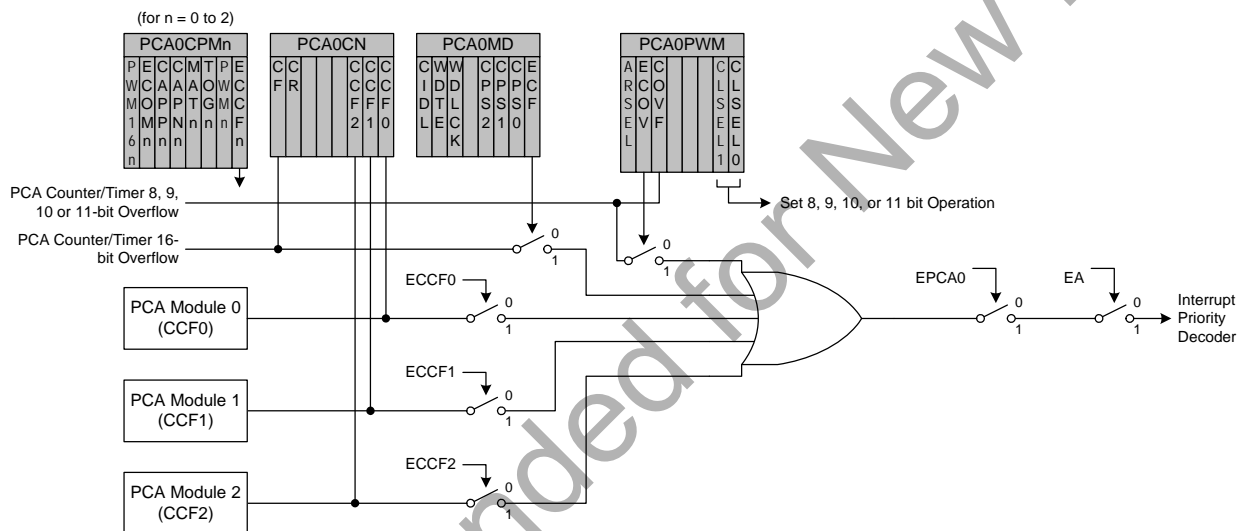 (for n = 0 to 2)
PCA0CPMn
PWM16n
ECOMn
CAPPn
CAPNn
MATn
TOGn
PWMn
ECCFn
PCA0CN
CF
CR
CCF2
CCF1
CCF0
PCA0MD
CIDL
WDTE
WDLCK
CPS2
CPS1
CPS0
ECF
PCA0PWM
ARSEL
ECOV
COVF
CLSEL1
CLSEL0
PCA Counter/Timer 8, 9,
10 or 11-bit Overflow
Set 8, 9, 10, or 11 bit Operation
PCA Counter/Timer 16-
bit Overflow
0
1
0
1
PCA Module 0
(CCF0)
ECCF0
0
1
EPCA0
0
1
EA
0
1
Interrupt
Priority
Decoder
PCA Module 1
(CCF1)
ECCF1
0
1
PCA Module 2
(CCF2)
ECCF2
0
1
nded for New